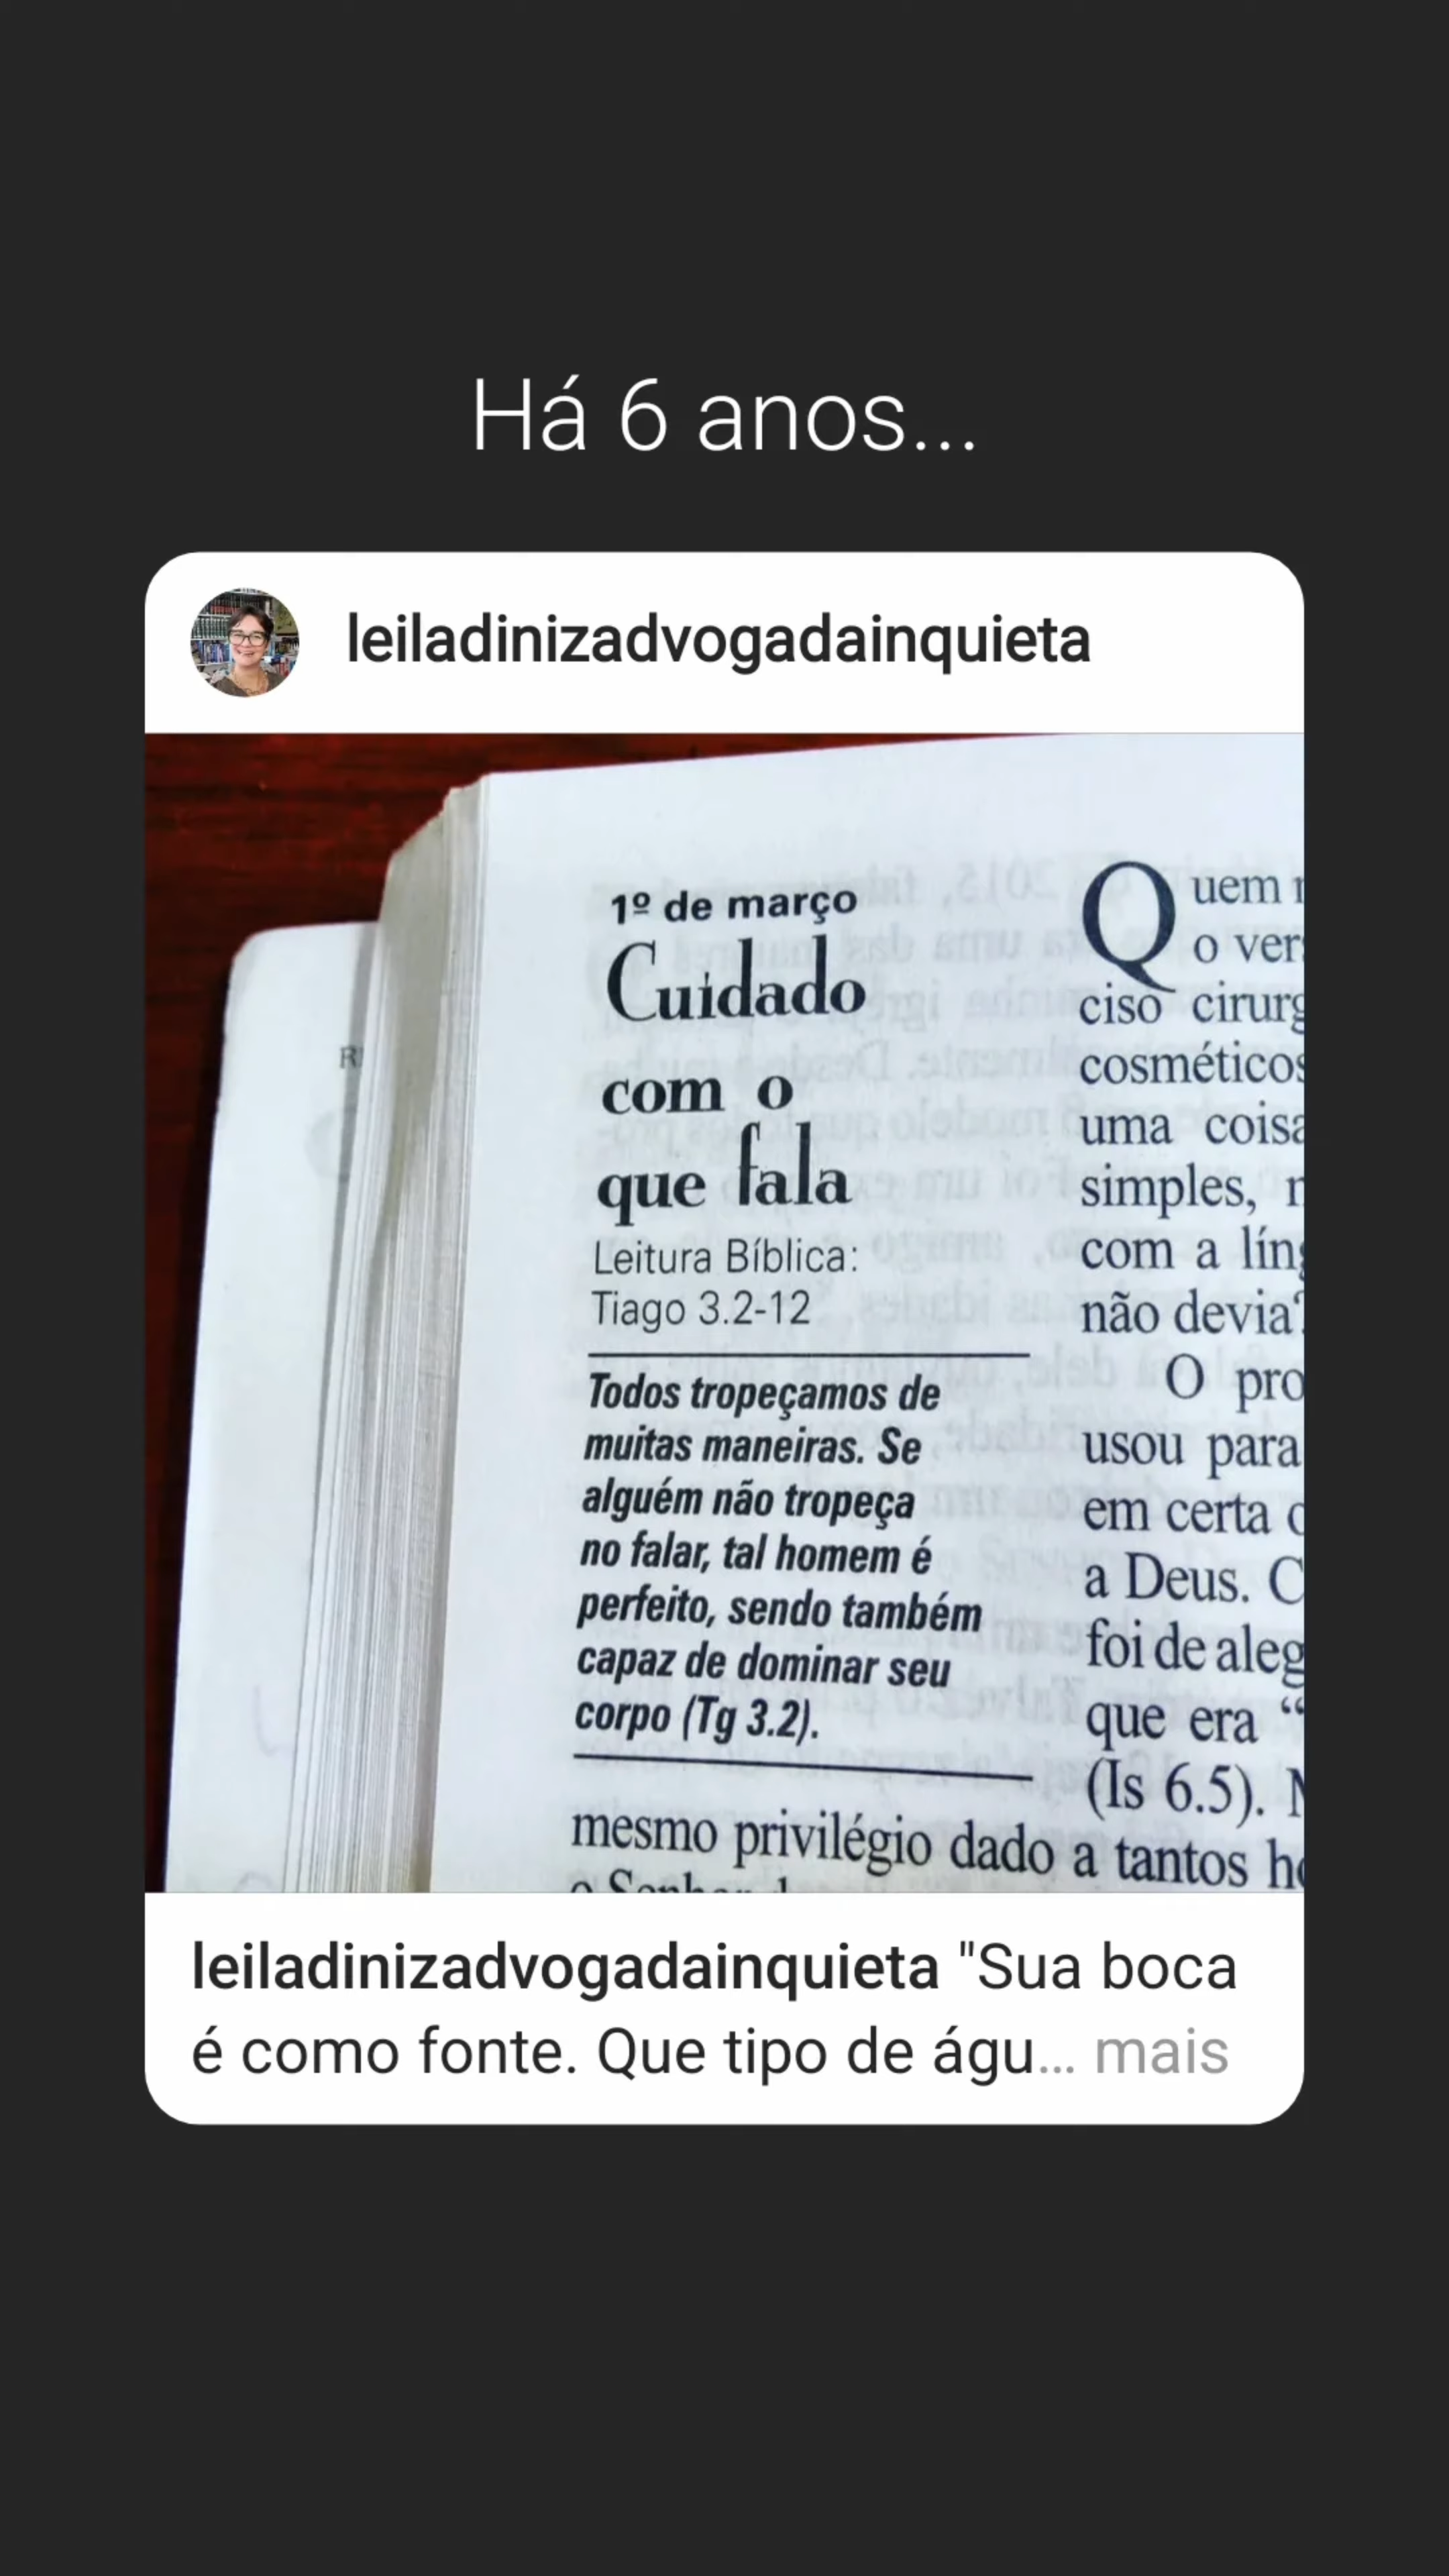 Há 6 anos...
leiladinizadvogadainquieta
1º de março
Cuidado
com o
que fala
Leitura Bíblica:
Tiago 3.2-12
Todos tropeçamos de
muitas maneiras. Se
alguém não tropeça
no falar, tal homem é
perfeito, sendo também
capaz de dominar seu
corpo (Tg 3.2).
Quem
o
ciso
cosméticos
uma
simples,
com a
não devia?
O
usou para
em certa
a Deus.
foi de
que era “
(Is 6.5).
mesmo privilégio dado a tantos
leiladinizadvogadainquieta "Sua boca
é como fonte. Que tipo de águ... mais